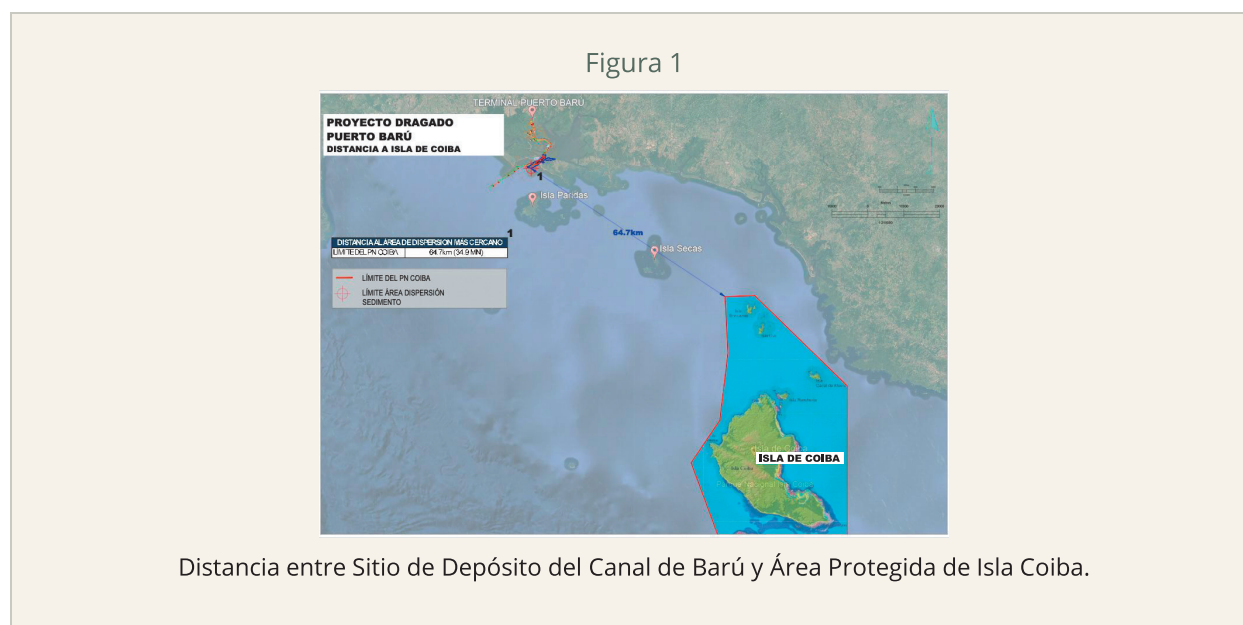 Figura 1
TERMINAL PUERTO BARU
PROYECTO DRAGADO
PUERTO BARÚ
DISTANCIA A ISLA DE COIBA
1
Isla Paridas
1
64.7km
Isla Secas
DISTANCIA AL AREA DE DISPERSION MAS CERCANO
LIMITE DEL PN COIBA 64.7km (34.9 MN)
LÍMITE DEL PN COIBA
LÍMITE ÁREA DISPERSIÓN
SEDIMENTO
ISLA DE COIBA
Isla Coiba
Distancia entre Sitio de Depósito del Canal de Barú y Área Protegida de Isla Coiba.